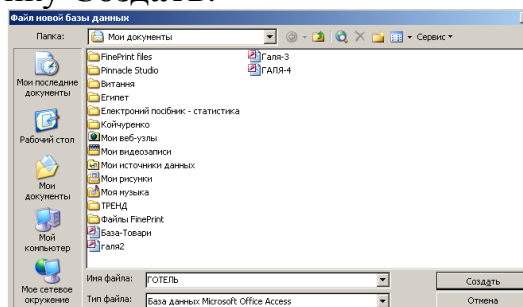 нку Создать.
Файл новой базы данных
Папка: Мои документы Сервис
Мои последние документы
Рабочий стол
Мои документы
Мой компьютер
Мое сетевое окружение
FinePrint files
Pinnacle Studio
Витання
Египет
Електроний посібник - статистика
Койчуренко
Мои веб-узлы
Мои видеозаписи
Мои источники данных
Мои рисунки
Моя музыка
ТРЕНД
Файлы FinePrint
База-Товари
галя2
Галя-3
ГАЛЯ-4
Имя файла: ГОТЕЛЬ Создать
Тип файла: База данных Microsoft Office Access Отмена